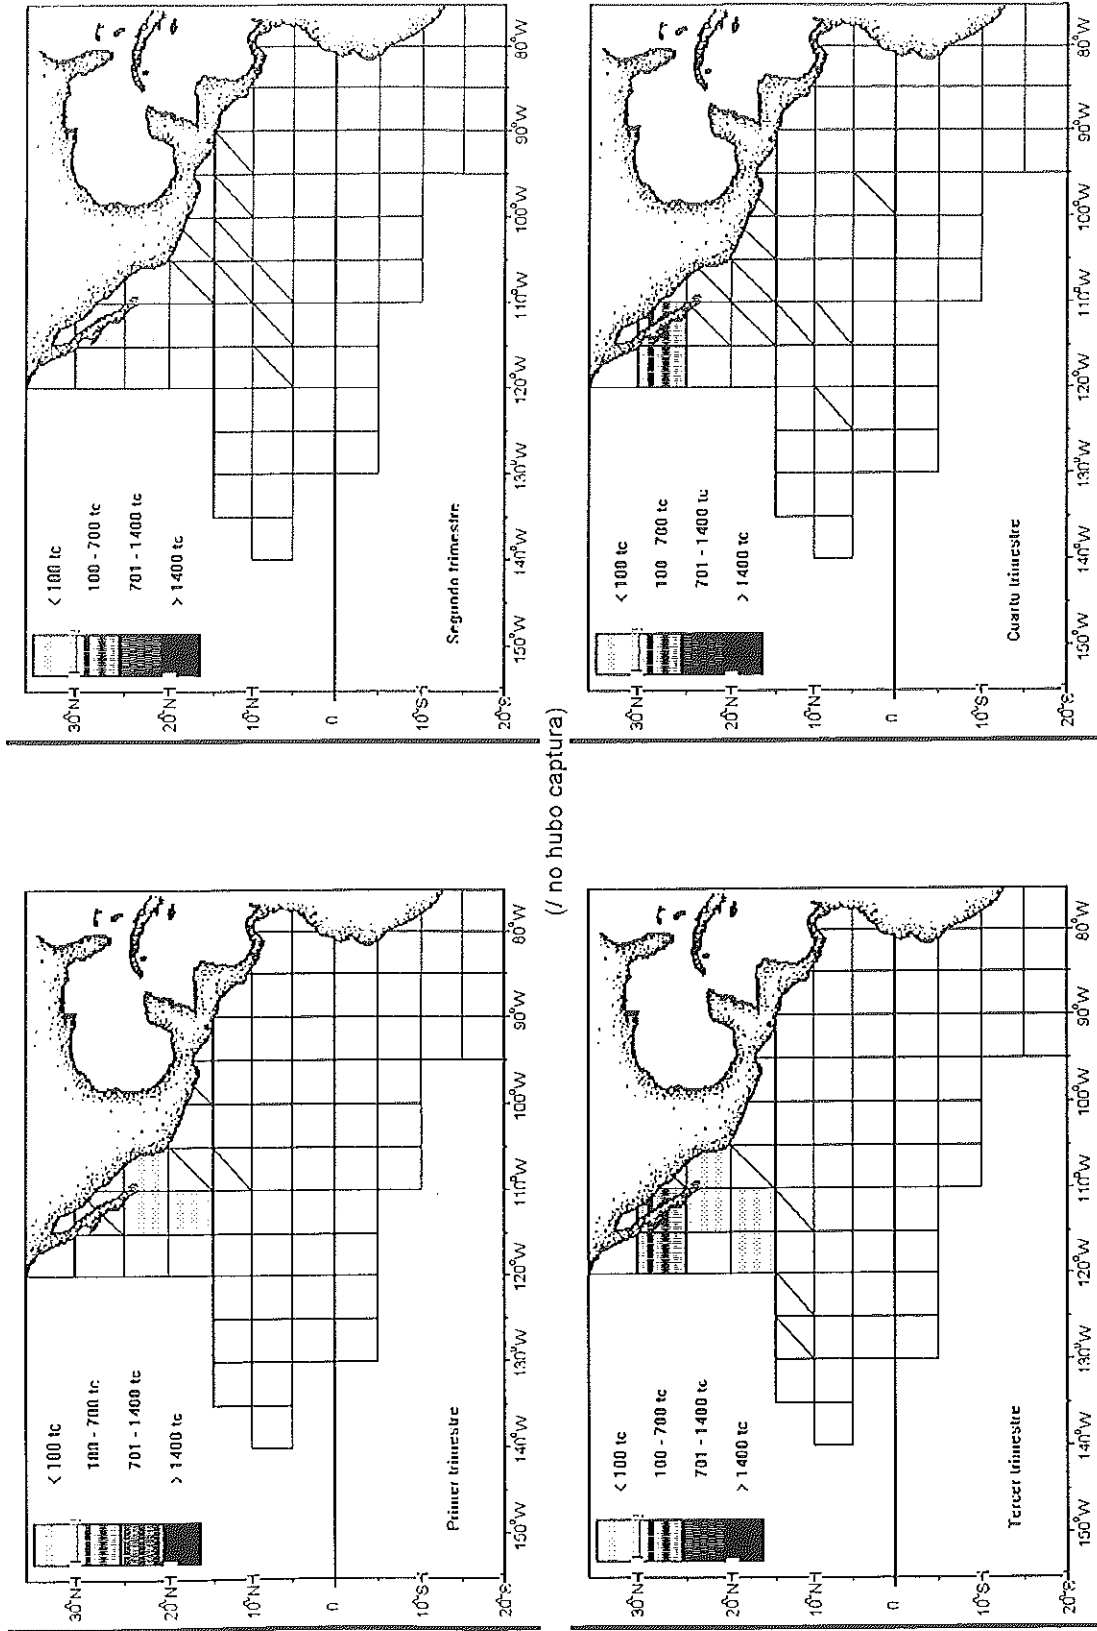 30°N
20°N
10°N
0
10°S
20°S
150°W
140°W
130°W
120°W
110°W
100°W
90°W
80°W
< 100 tc
100 - 700 tc
701 - 1400 tc
> 1400 tc
Primer trimestre
30°N
20°N
10°N
0
10°S
20°S
150°W
140°W
130°W
120°W
110°W
100°W
90°W
80°W
< 100 tc
100 - 700 tc
701 - 1400 tc
> 1400 tc
Segundo trimestre
(/ no hubo captura)
30°N
20°N
10°N
0
10°S
20°S
150°W
140°W
130°W
120°W
110°W
100°W
90°W
80°W
< 100 tc
100 - 700 tc
701 - 1400 tc
> 1400 tc
Tercer trimestre
30°N
20°N
10°N
0
10°S
20°S
150°W
140°W
130°W
120°W
110°W
100°W
90°W
80°W
< 100 tc
100 700 tc
701 - 1400 tc
> 1400 tc
Cuarto trimestre